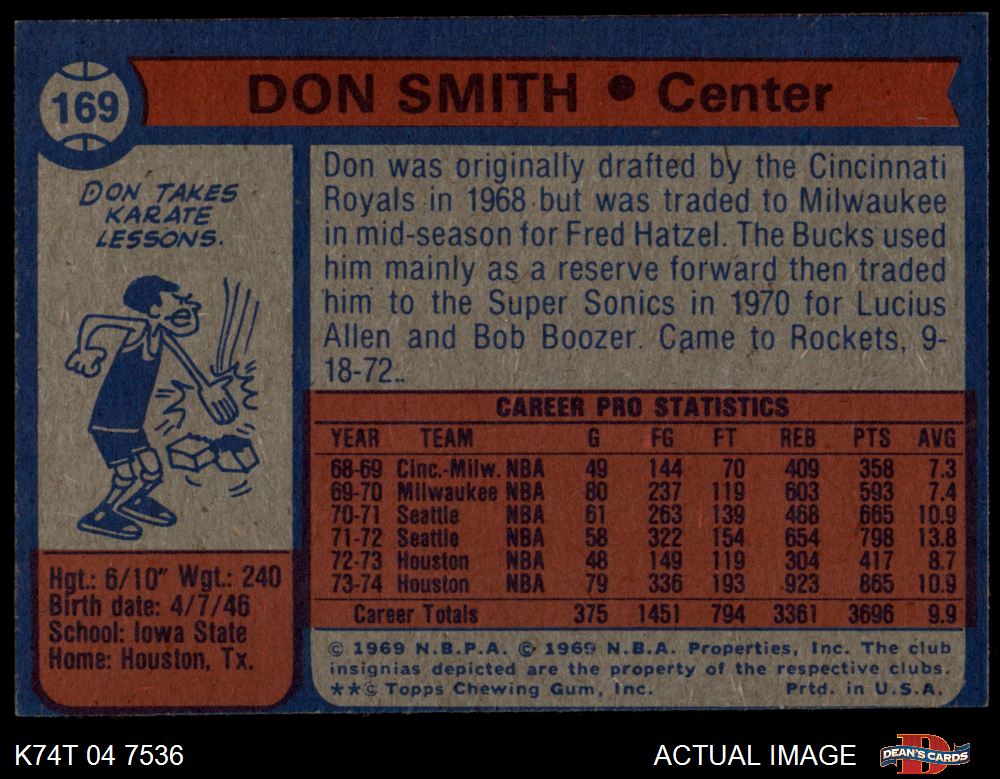 169
DON SMITH • Center
DON TAKES
KARATE
LESSONS.
Don was originally drafted by the Cincinnati
Royals in 1968 but was traded to Milwaukee
in mid-season for Fred Hatzel. The Bucks used
him mainly as a reserve forward then traded
him to the Super Sonics in 1970 for Lucius
Allen and Bob Boozer. Came to Rockets, 9-
18-72..
Hgt.: 6/10" Wgt.: 240
Birth date: 4/7/46
School: Iowa State
Home: Houston, Tx.
CAREER PRO STATISTICS
YEAR TEAM G FG FT REB PTS AVG
68-69 Cinc.-Milw. NBA 49 144 70 409 358 7.3
69-70 Milwaukee NBA 80 237 119 603 593 7.4
70-71 Seattle NBA 61 263 139 468 665 10.9
71-72 Seattle NBA 58 322 154 654 798 13.8
72-73 Houston NBA 48 149 119 304 417 8.7
73-74 Houston NBA 79 336 193 923 865 10.9
Career Totals 375 1451 794 3361 3696 9.9
© 1969 N.B.P.A. © 1969 N.B.A. Properties, Inc. The club
insignias depicted are the property of the respective clubs.
**© Topps Chewing Gum, Inc. Prtd. in U.S.A.
K74T 04 7536
ACTUAL IMAGE
DEAN'S CARDS